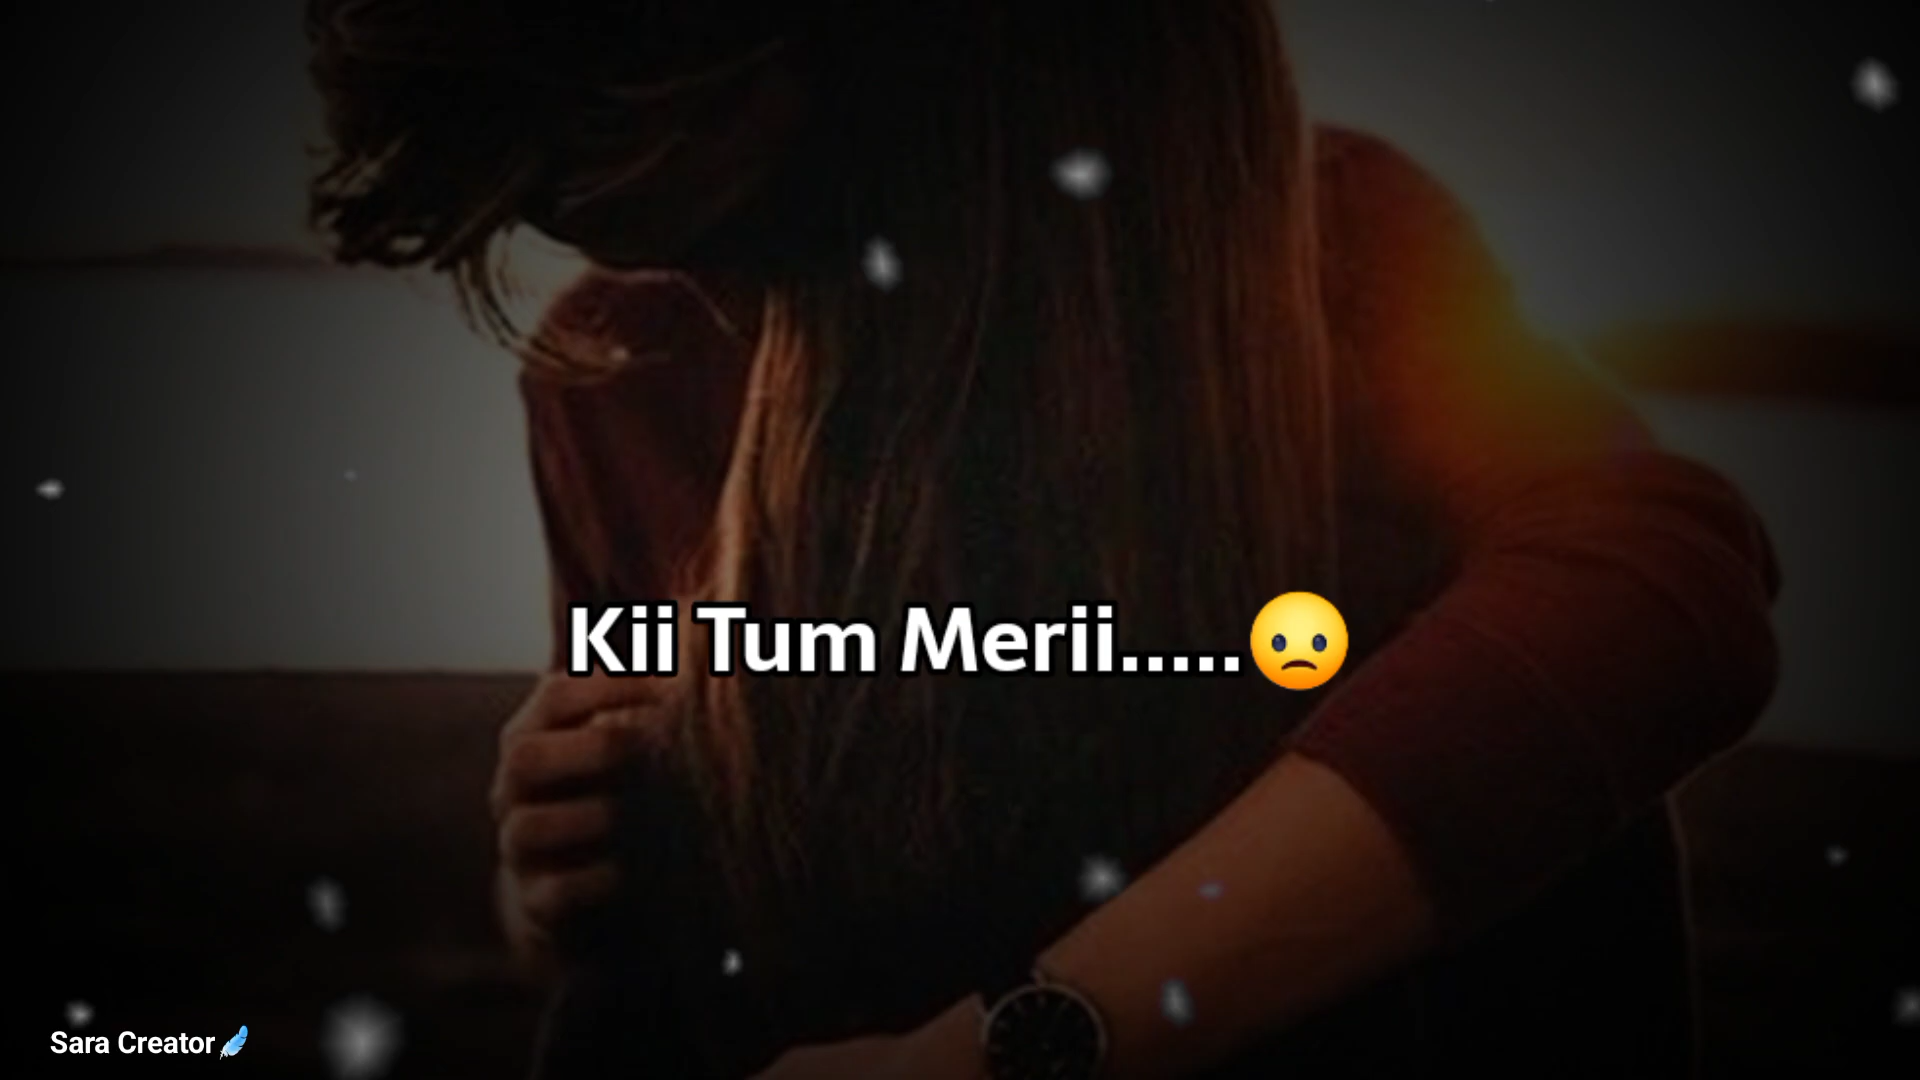 Kii Tum Merii.....😞
Sara Creator🪶